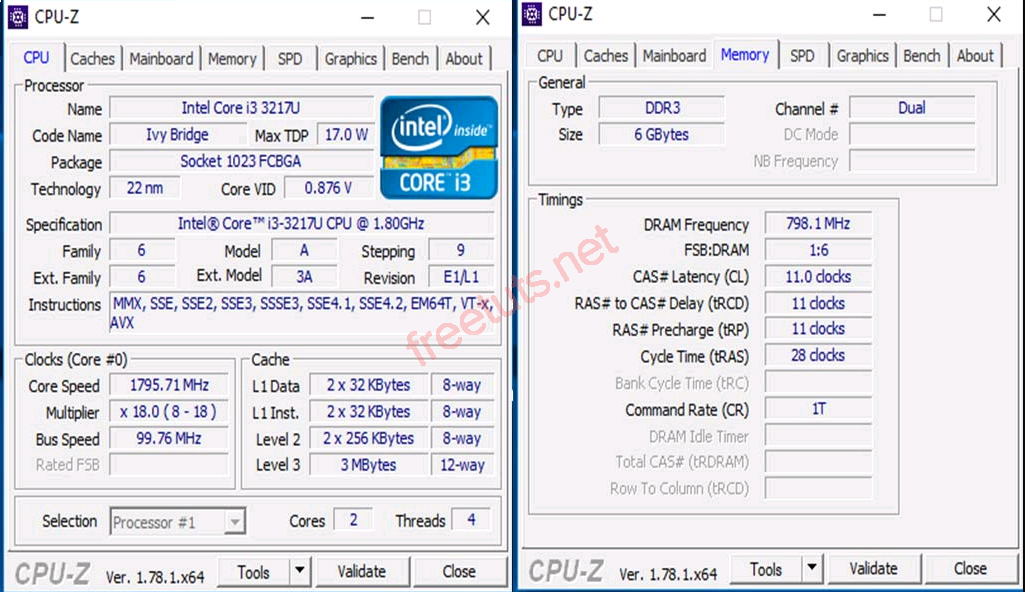 CPU-Z
CPU Caches Mainboard Memory SPD Graphics Bench About
Processor
Name Intel Core i3 3217U
Code Name Ivy Bridge Max TDP 17.0 W
Package Socket 1023 FCBGA
Technology 22 nm Core VID 0.876 V
intel inside™
CORE™ i3
Specification Intel® Core™ i3-3217U CPU @ 1.80GHz
Family 6 Model A Stepping 9
Ext. Family 6 Ext. Model 3A Revision E1/L1
Instructions MMX, SSE, SSE2, SSE3, SSSE3, SSE4.1, SSE4.2, EM64T, VT-x,
AVX
Clocks (Core #0)
Core Speed 1795.71 MHz
Multiplier x 18.0 ( 8 - 18 )
Bus Speed 99.76 MHz
Rated FSB
Cache
L1 Data 2 x 32 KBytes 8-way
L1 Inst. 2 x 32 KBytes 8-way
Level 2 2 x 256 KBytes 8-way
Level 3 3 MBytes 12-way
Selection Processor #1 Cores 2 Threads 4
CPU-Z Ver. 1.78.1.x64 Tools Validate Close
CPU-Z
CPU Caches Mainboard Memory SPD Graphics Bench About
General
Type DDR3 Channel # Dual
Size 6 GBytes DC Mode
NB Frequency
Timings
DRAM Frequency 798.1 MHz
FSB:DRAM 1:6
CAS# Latency (CL) 11.0 clocks
RAS# to CAS# Delay (tRCD) 11 clocks
RAS# Precharge (tRP) 11 clocks
Cycle Time (tRAS) 28 clocks
Bank Cycle Time (tRC)
Command Rate (CR) 1T
DRAM Idle Timer
Total CAS# (tRDRAM)
Row To Column (tRCD)
CPU-Z Ver. 1.78.1.x64 Tools Validate Close
freetuts.net